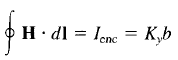 ∮ H · dl = I_enc = K_y b